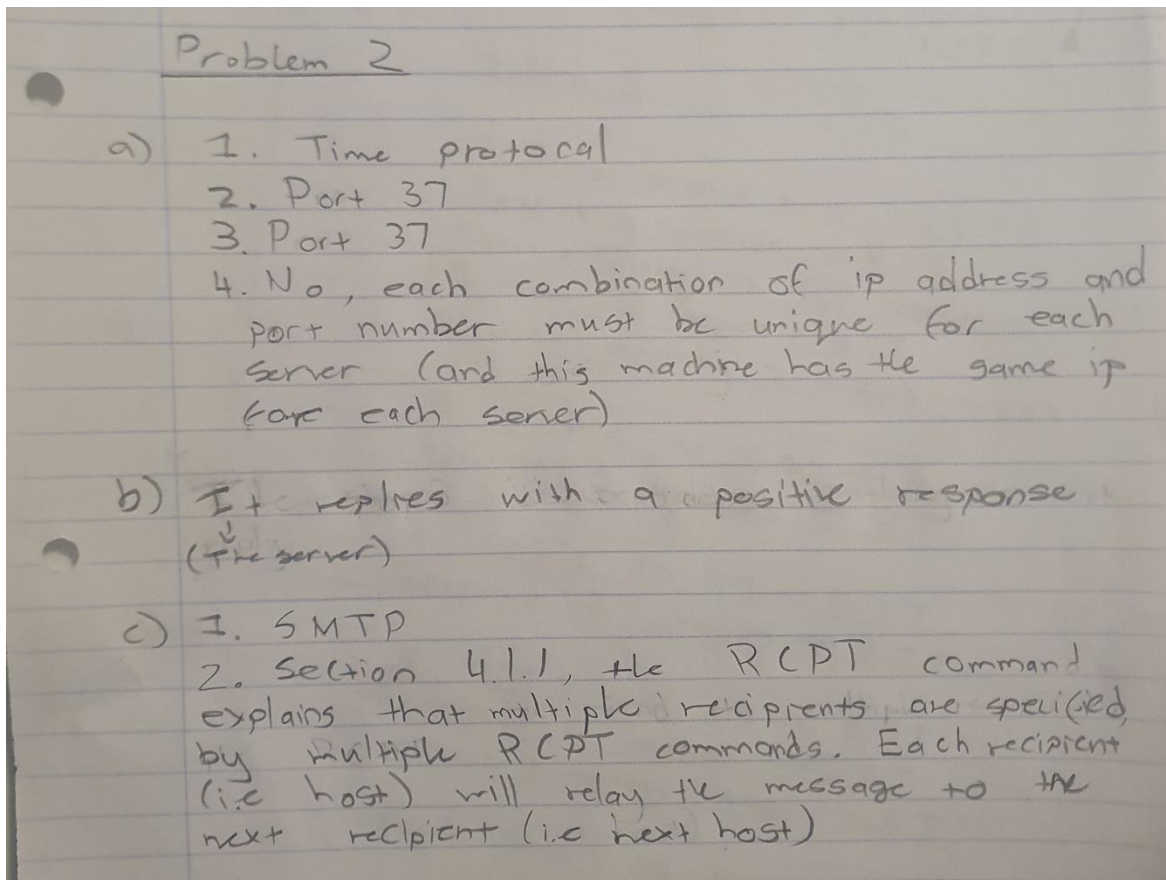 Problem 2
a) 1. Time protocal
2. Port 37
3. Port 37
4. No, each combination of ip address and
port number must be unique for each
server (and this machine has the same ip
fore each server)
b) It replies with a positive response
(The server)
c) 1. SMTP
2. Section 4.1.1, the RCPT command
explains that multiple recipients are specified
by multiple RCPT commands. Each recipient
(i.e host) will relay the message to the
next recipient (i.e next host)